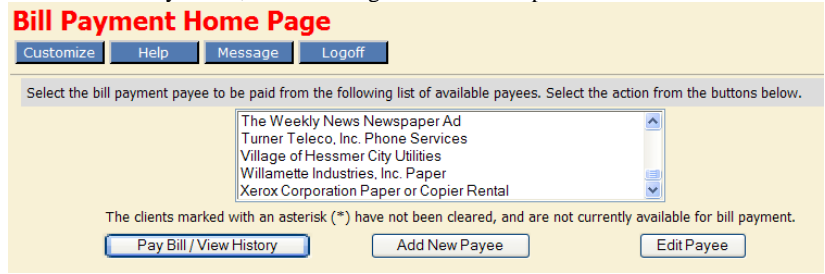 Bill Payment Home Page
Customize Help Message Logoff
Select the bill payment payee to be paid from the following list of available payees. Select the action from the buttons below.
The Weekly News Newspaper Ad
Turner Teleco, Inc. Phone Services
Village of Hessmer City Utilities
Willamette Industries, Inc. Paper
Xerox Corporation Paper or Copier Rental
The clients marked with an asterisk (*) have not been cleared, and are not currently available for bill payment.
Pay Bill / View History Add New Payee Edit Payee